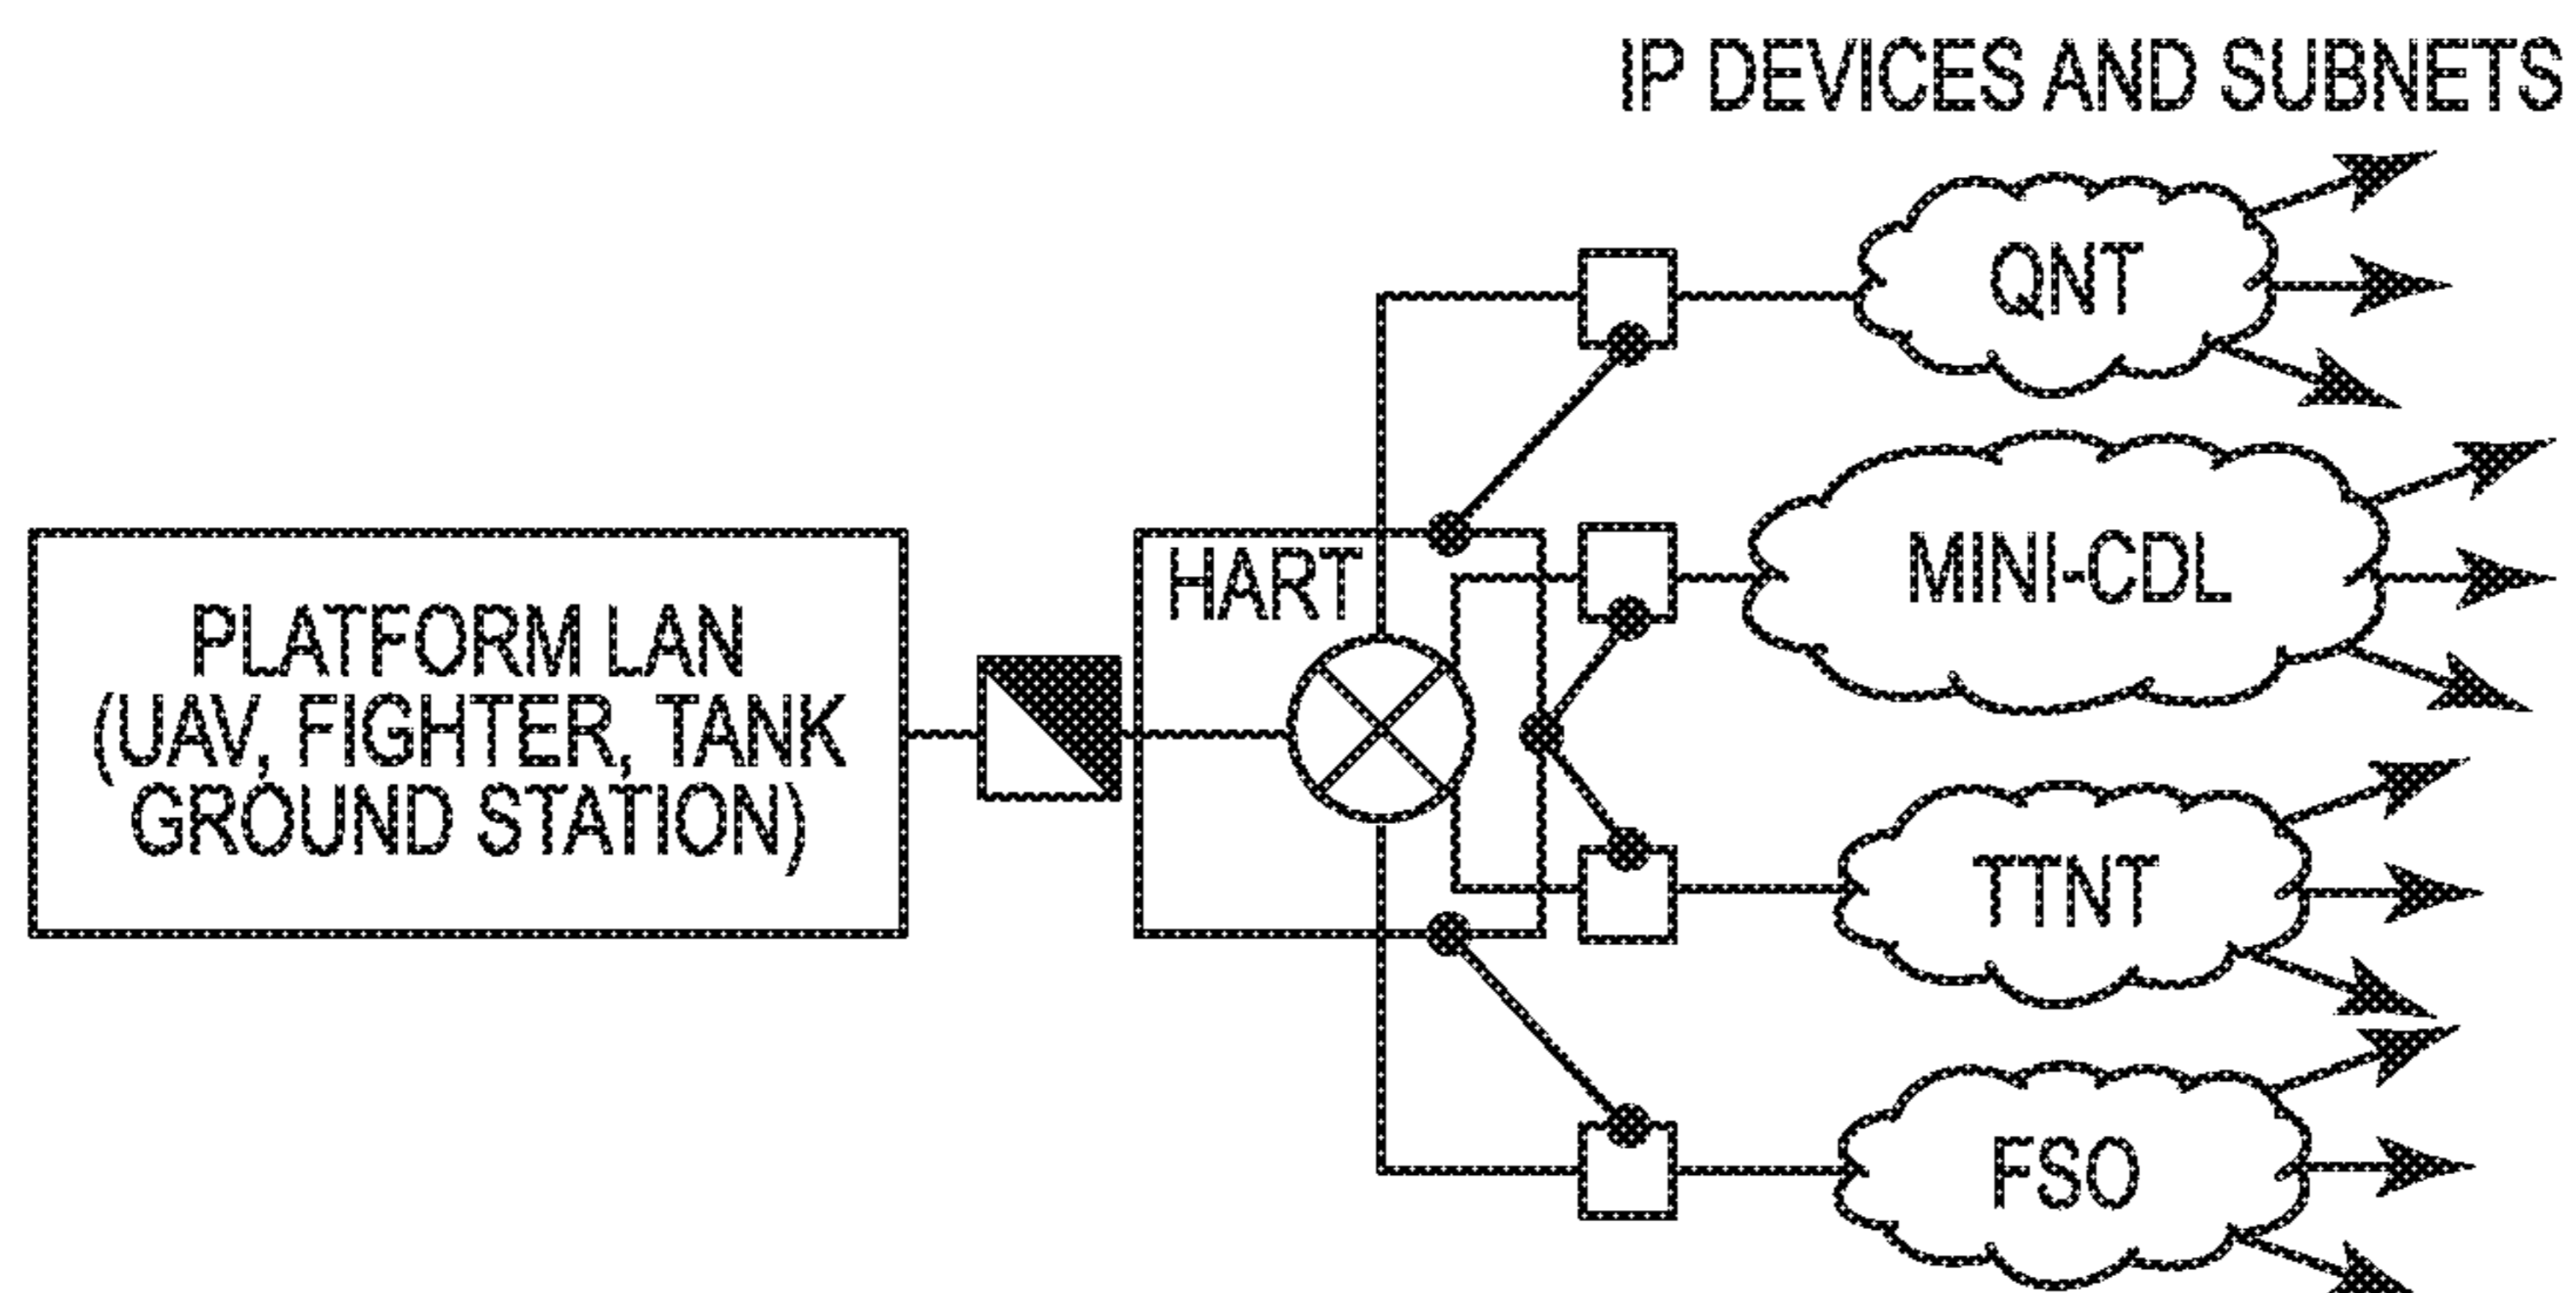 IP DEVICES AND SUBNETS
QNT
HART
MINI-CDL
PLATFORM LAN
(UAV, FIGHTER, TANK
GROUND STATION)
TTNT
FSO